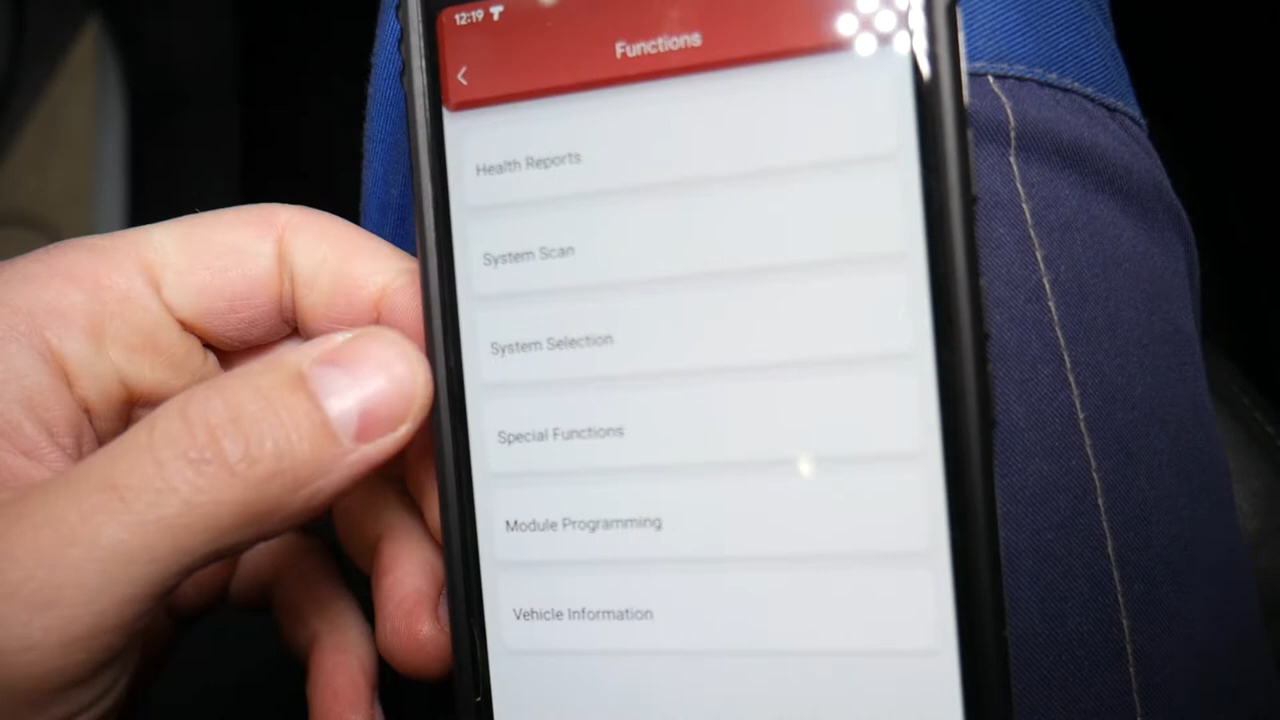 12:19
Functions
Health Reports
System Scan
System Selection
Special Functions
Module Programming
Vehicle Information